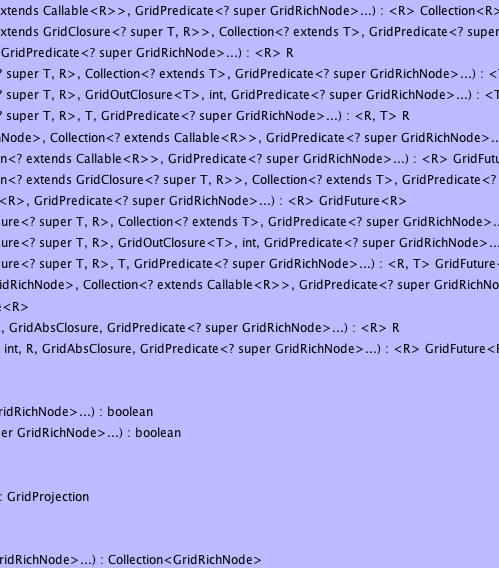 xtends Callable<R>>, GridPredicate<? super GridRichNode>...) : <R> Collection<R>
xtends GridClosure<? super T, R>>, Collection<? extends T>, GridPredicate<? super
GridPredicate<? super GridRichNode>...) : <R> R
? super T, R>, Collection<? extends T>, GridPredicate<? super GridRichNode>...) : <
? super T, R>, GridOutClosure<T>, int, GridPredicate<? super GridRichNode>...) : <T
? super T, R>, T, GridPredicate<? super GridRichNode>...) : <R, T> R
nNode>, Collection<? extends Callable<R>>, GridPredicate<? super GridRichNode>...
n<? extends Callable<R>>, GridPredicate<? super GridRichNode>...) : <R> GridFutu
n<? extends GridClosure<? super T, R>>, Collection<? extends T>, GridPredicate<?
<R>, GridPredicate<? super GridRichNode>...) : <R> GridFuture<R>
ure<? super T, R>, Collection<? extends T>, GridPredicate<? super GridRichNode>...
ure<? super T, R>, GridOutClosure<T>, int, GridPredicate<? super GridRichNode>...
ure<? super T, R>, T, GridPredicate<? super GridRichNode>...) : <R, T> GridFuture<
idRichNode>, Collection<? extends Callable<R>>, GridPredicate<? super GridRichNo
e<R>
, GridAbsClosure, GridPredicate<? super GridRichNode>...) : <R> R
int, R, GridAbsClosure, GridPredicate<? super GridRichNode>...) : <R> GridFuture<R
ridRichNode>...) : boolean
er GridRichNode>...) : boolean
: GridProjection
ridRichNode>...) : Collection<GridRichNode>